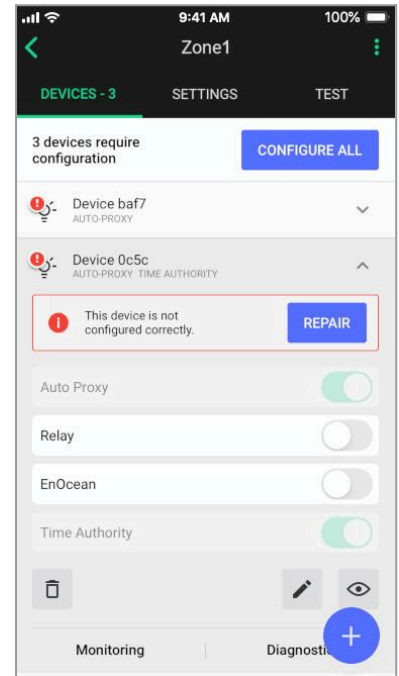 9:41 AM 100%
Zone1
DEVICES - 3 SETTINGS TEST
3 devices require
configuration
CONFIGURE ALL
Device baf7
AUTO-PROXY
Device 0c5c
AUTO-PROXY TIME AUTHORITY
This device is not
configured correctly.
REPAIR
Auto Proxy
Relay
EnOcean
Time Authority
Monitoring Diagnosti